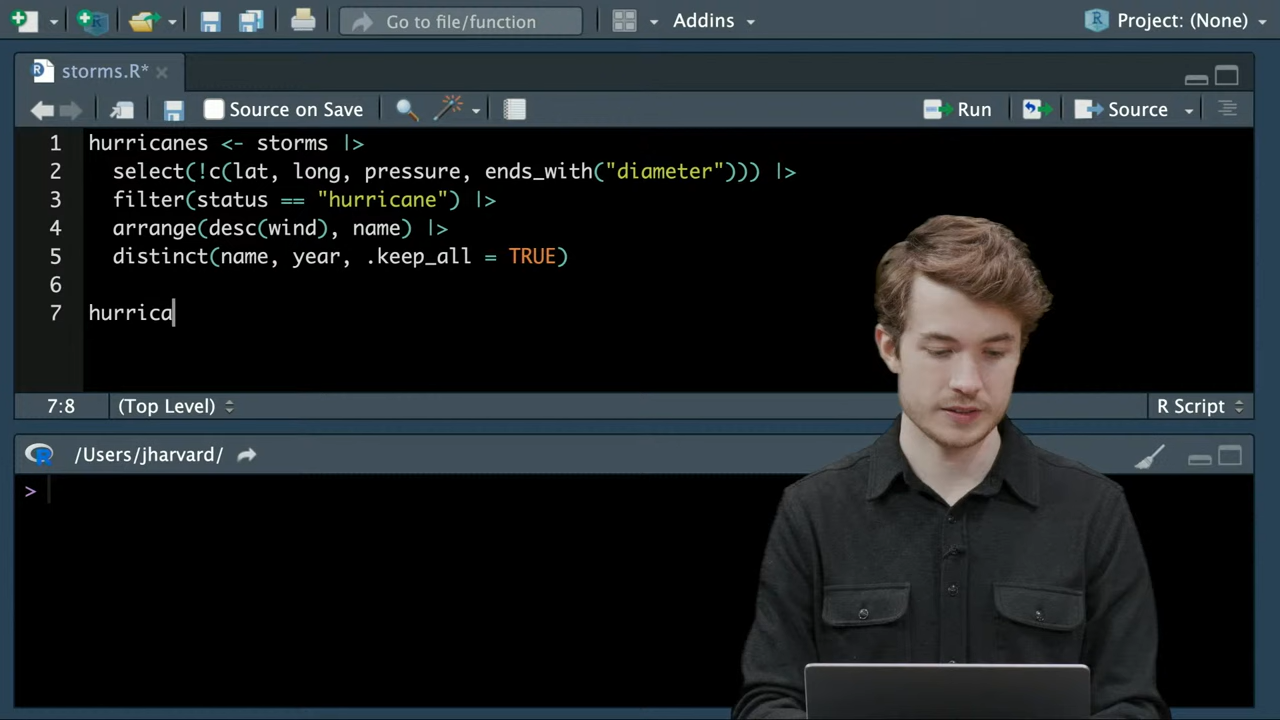 Go to file/function
Addins
Project: (None)
storms.R*
Source on Save
Run
Source
1 hurricanes <- storms |>
2 select(!c(lat, long, pressure, ends_with("diameter"))) |>
3 filter(status == "hurricane") |>
4 arrange(desc(wind), name) |>
5 distinct(name, year, .keep_all = TRUE)
6
7 hurrica
7:8
(Top Level)
R Script
/Users/jharvard/
>